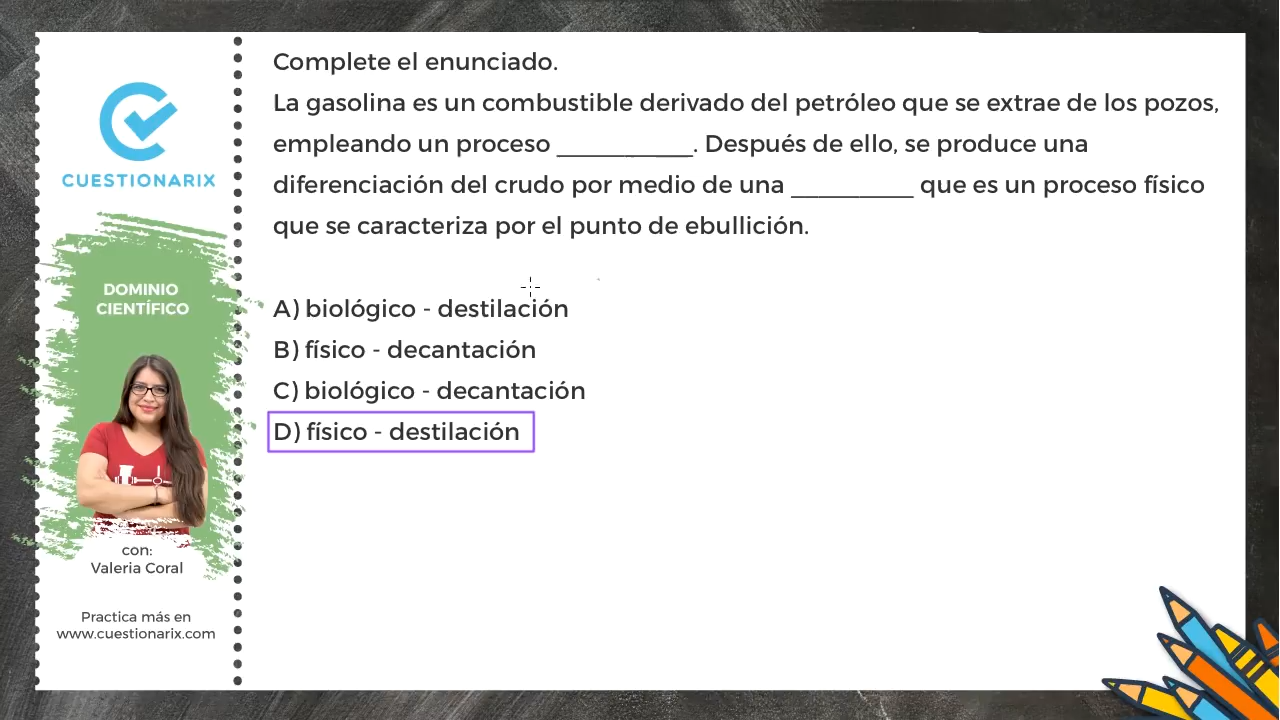 CUESTIONARIX
DOMINIO
CIENTÍFICO
con:
Valeria Coral
Practica más en
www.cuestionarix.com
Complete el enunciado.
La gasolina es un combustible derivado del petróleo que se extrae de los pozos,
empleando un proceso __________. Después de ello, se produce una
diferenciación del crudo por medio de una _________ que es un proceso físico
que se caracteriza por el punto de ebullición.
A) biológico - destilación
B) físico - decantación
C) biológico - decantación
D) físico - destilación